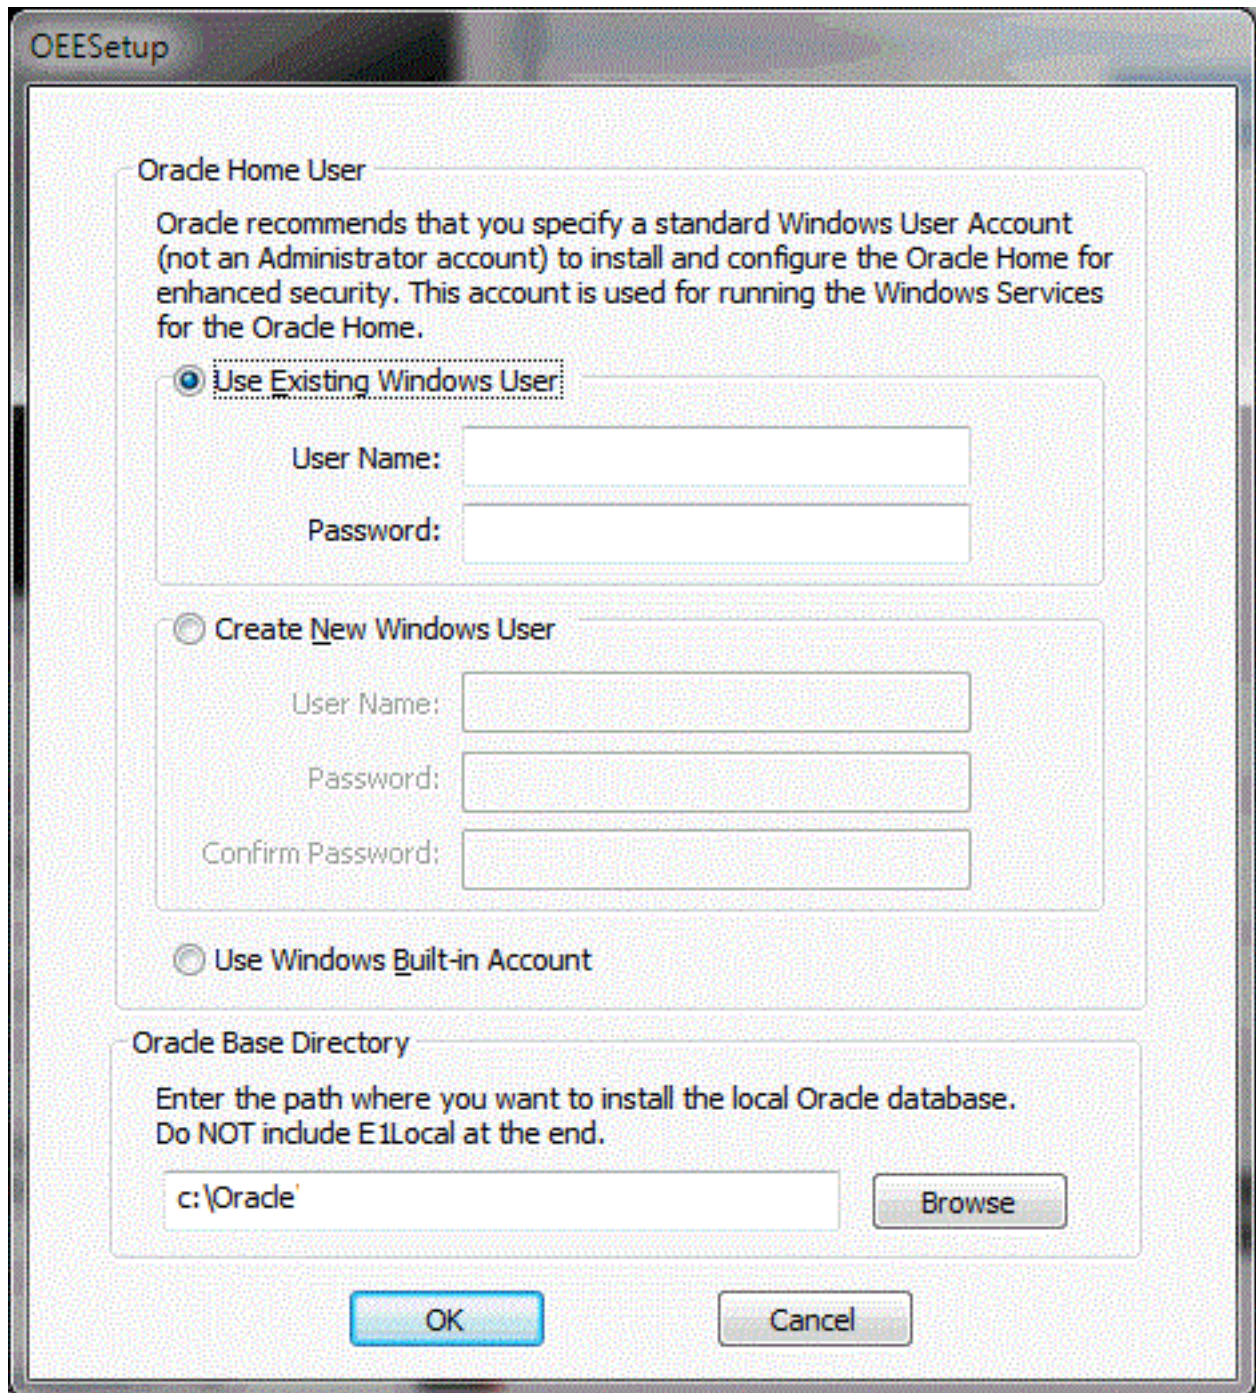 OEESetup
Oracle Home User
Oracle recommends that you specify a standard Windows User Account
(not an Administrator account) to install and configure the Oracle Home for
enhanced security. This account is used for running the Windows Services
for the Oracle Home.
Use Existing Windows User
User Name:
Password:
Create New Windows User
User Name:
Password:
Confirm Password:
Use Windows Built-in Account
Oracle Base Directory
Enter the path where you want to install the local Oracle database.
Do NOT include E1Local at the end.
c:\Oracle
Browse
OK
Cancel